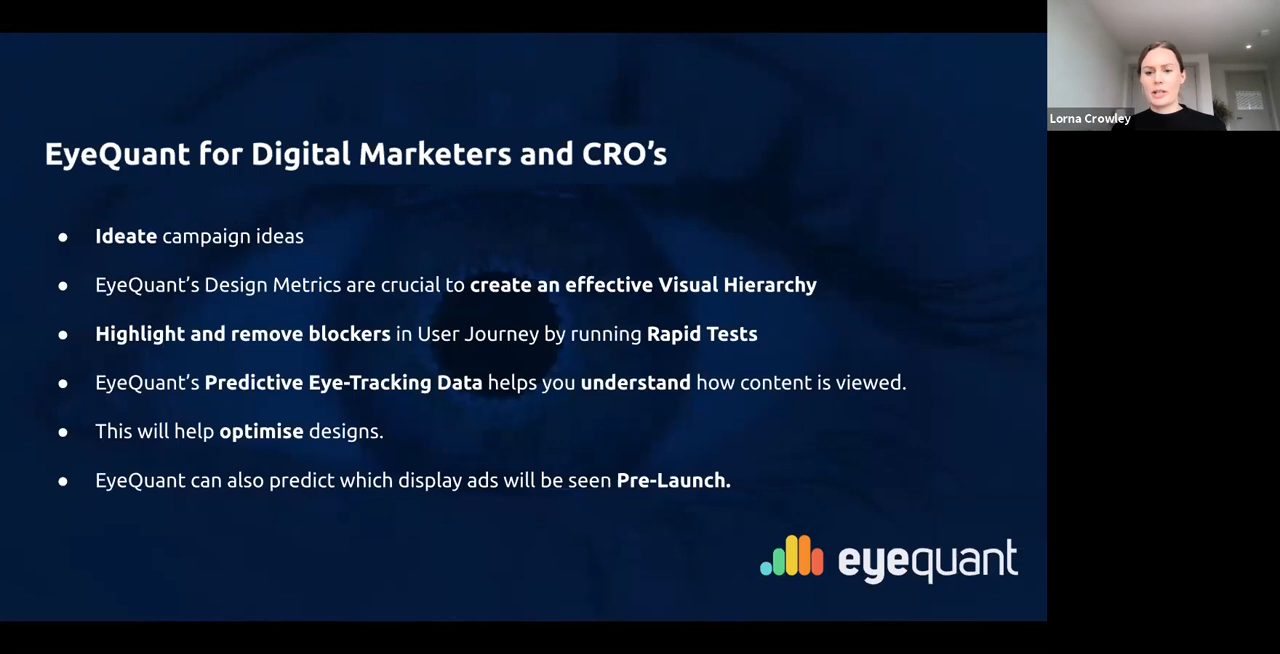 Lorna Crowley
EyeQuant for Digital Marketers and CRO’s
● Ideate campaign ideas
● EyeQuant’s Design Metrics are crucial to create an effective Visual Hierarchy
● Highlight and remove blockers in User Journey by running Rapid Tests
● EyeQuant’s Predictive Eye-Tracking Data helps you understand how content is viewed.
● This will help optimise designs.
● EyeQuant can also predict which display ads will be seen Pre-Launch.
eyequant